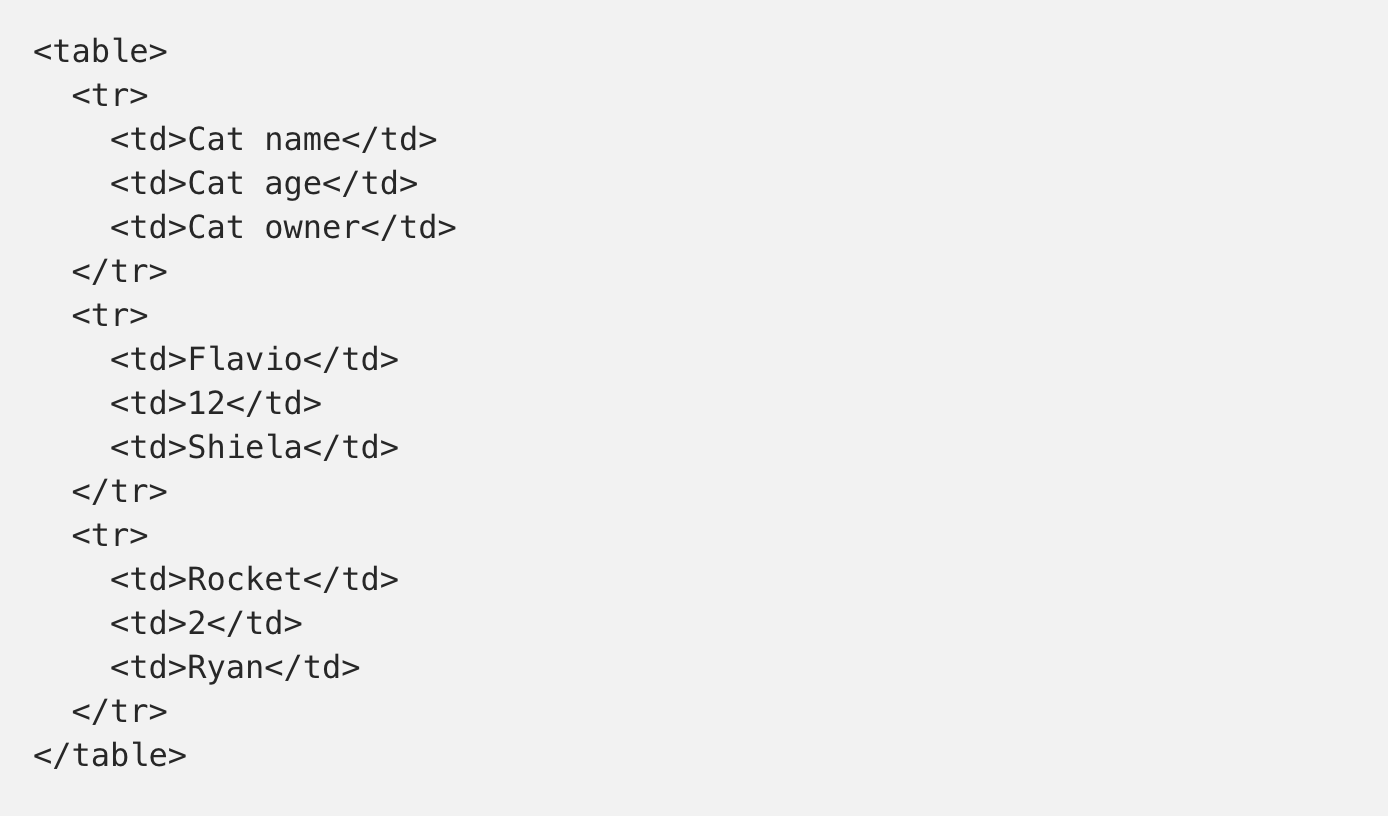 <table>
  <tr>
    <td>Cat name</td>
    <td>Cat age</td>
    <td>Cat owner</td>
  </tr>
  <tr>
    <td>Flavio</td>
    <td>12</td>
    <td>Shiela</td>
  </tr>
  <tr>
    <td>Rocket</td>
    <td>2</td>
    <td>Ryan</td>
  </tr>
</table>